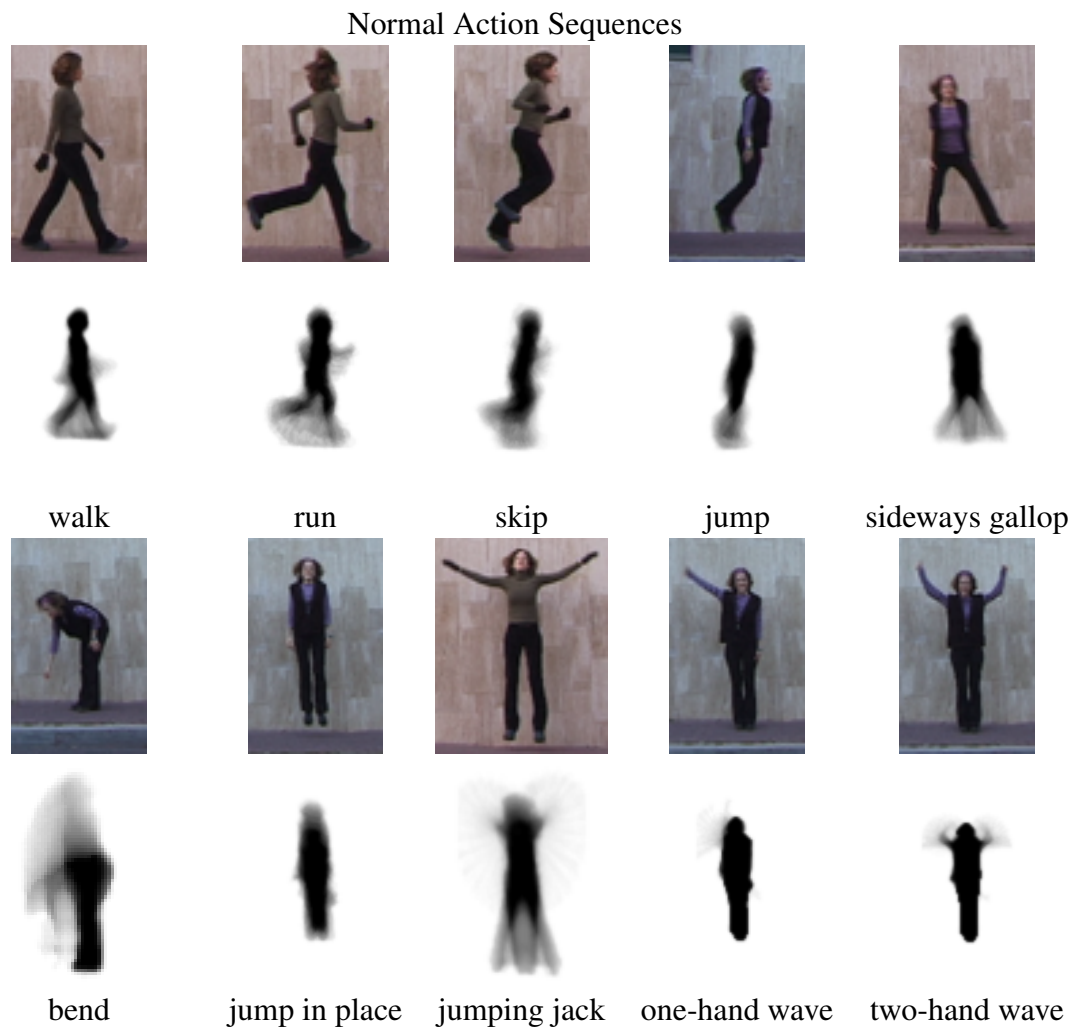 Normal Action Sequences
walk run skip jump sideways gallop
bend jump in place jumping jack one-hand wave two-hand wave